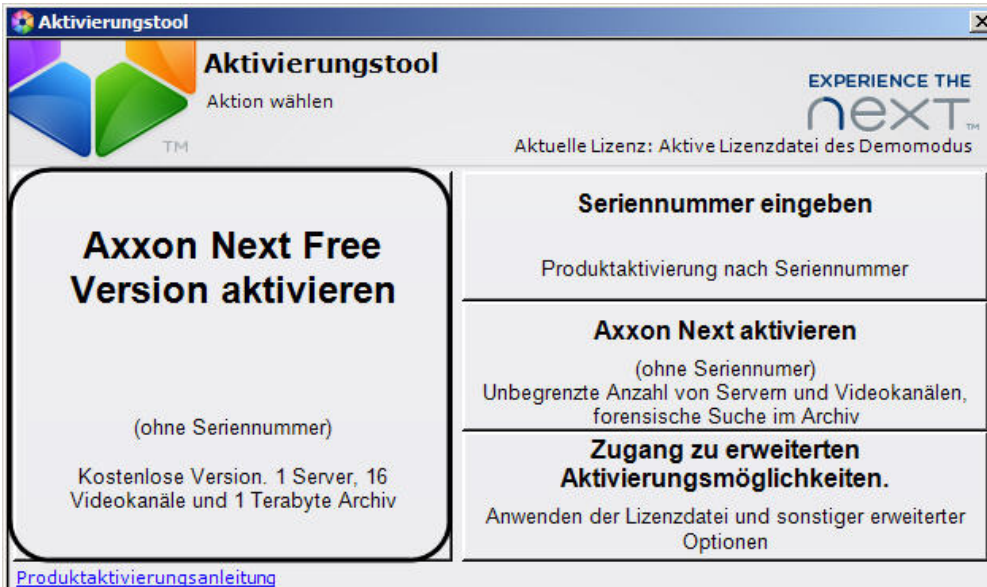 Aktivierungstool
Aktivierungstool
Aktion wählen
TM
EXPERIENCE THE
next TM
Aktuelle Lizenz: Aktive Lizenzdatei des Demomodus
Axxon Next Free
Version aktivieren
(ohne Seriennummer)
Kostenlose Version. 1 Server, 16
Videokanäle und 1 Terabyte Archiv
Seriennummer eingeben
Produktaktivierung nach Seriennummer
Axxon Next aktivieren
(ohne Seriennumer)
Unbegrenzte Anzahl von Servern und Videokanälen,
forensische Suche im Archiv
Zugang zu erweiterten
Aktivierungsmöglichkeiten.
Anwenden der Lizenzdatei und sonstiger erweiterter
Optionen
Produktaktivierungsanleitung